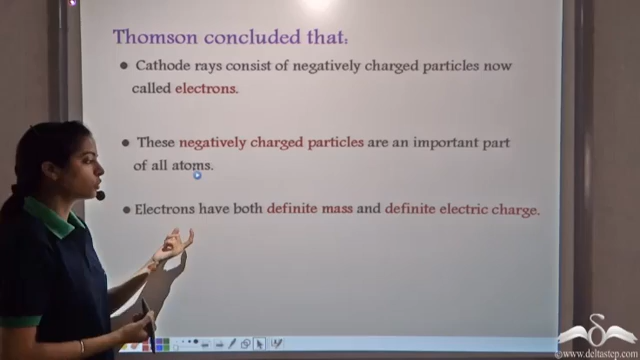 Thomson concluded that:
● Cathode rays consist of negatively charged particles now
called electrons.
● These negatively charged particles are an important part
of all atoms.
● Electrons have both definite mass and definite electric charge.
©www.deltastep.com